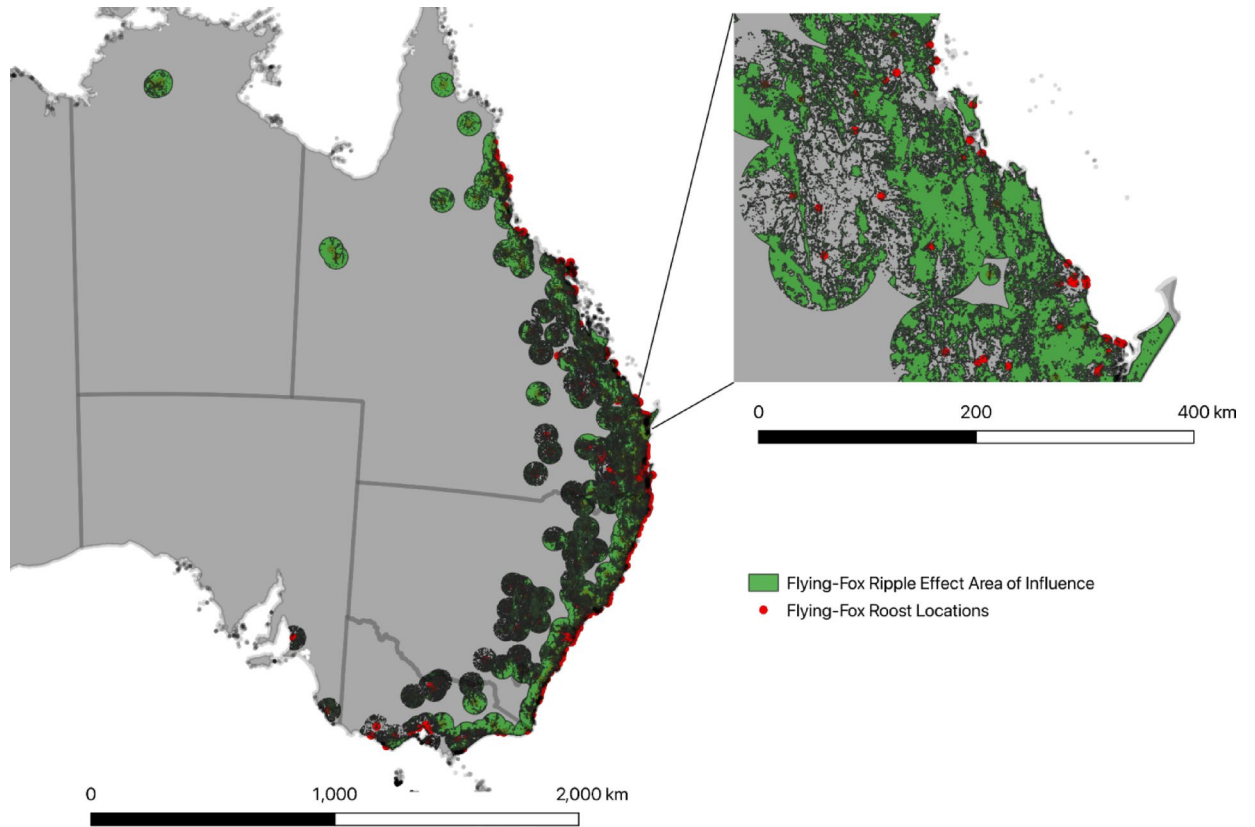 0 200 400 km
Flying-Fox Ripple Effect Area of Influence
Flying-Fox Roost Locations
0 1,000 2,000 km